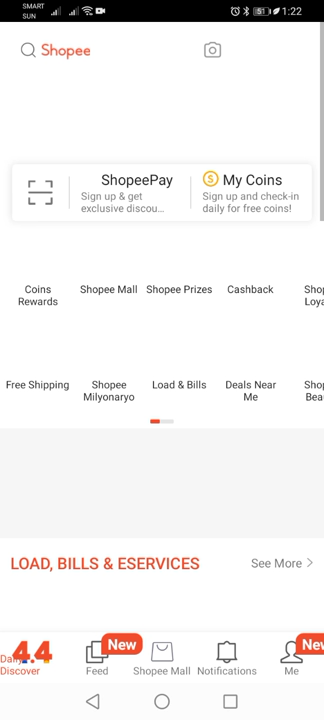 SMART
SUN
51 1:22
Shopee
ShopeePay
Sign up & get
exclusive discou...
My Coins
Sign up and check-in
daily for free coins!
Coins
Rewards
Shopee Mall
Shopee Prizes
Cashback
Shop
Loya
Free Shipping
Shopee
Milyonaryo
Load & Bills
Deals Near
Me
Shop
Beau
LOAD, BILLS & ESERVICES
See More
4.4
Daily
Discover
New
Feed
Shopee Mall
Notifications
New
Me